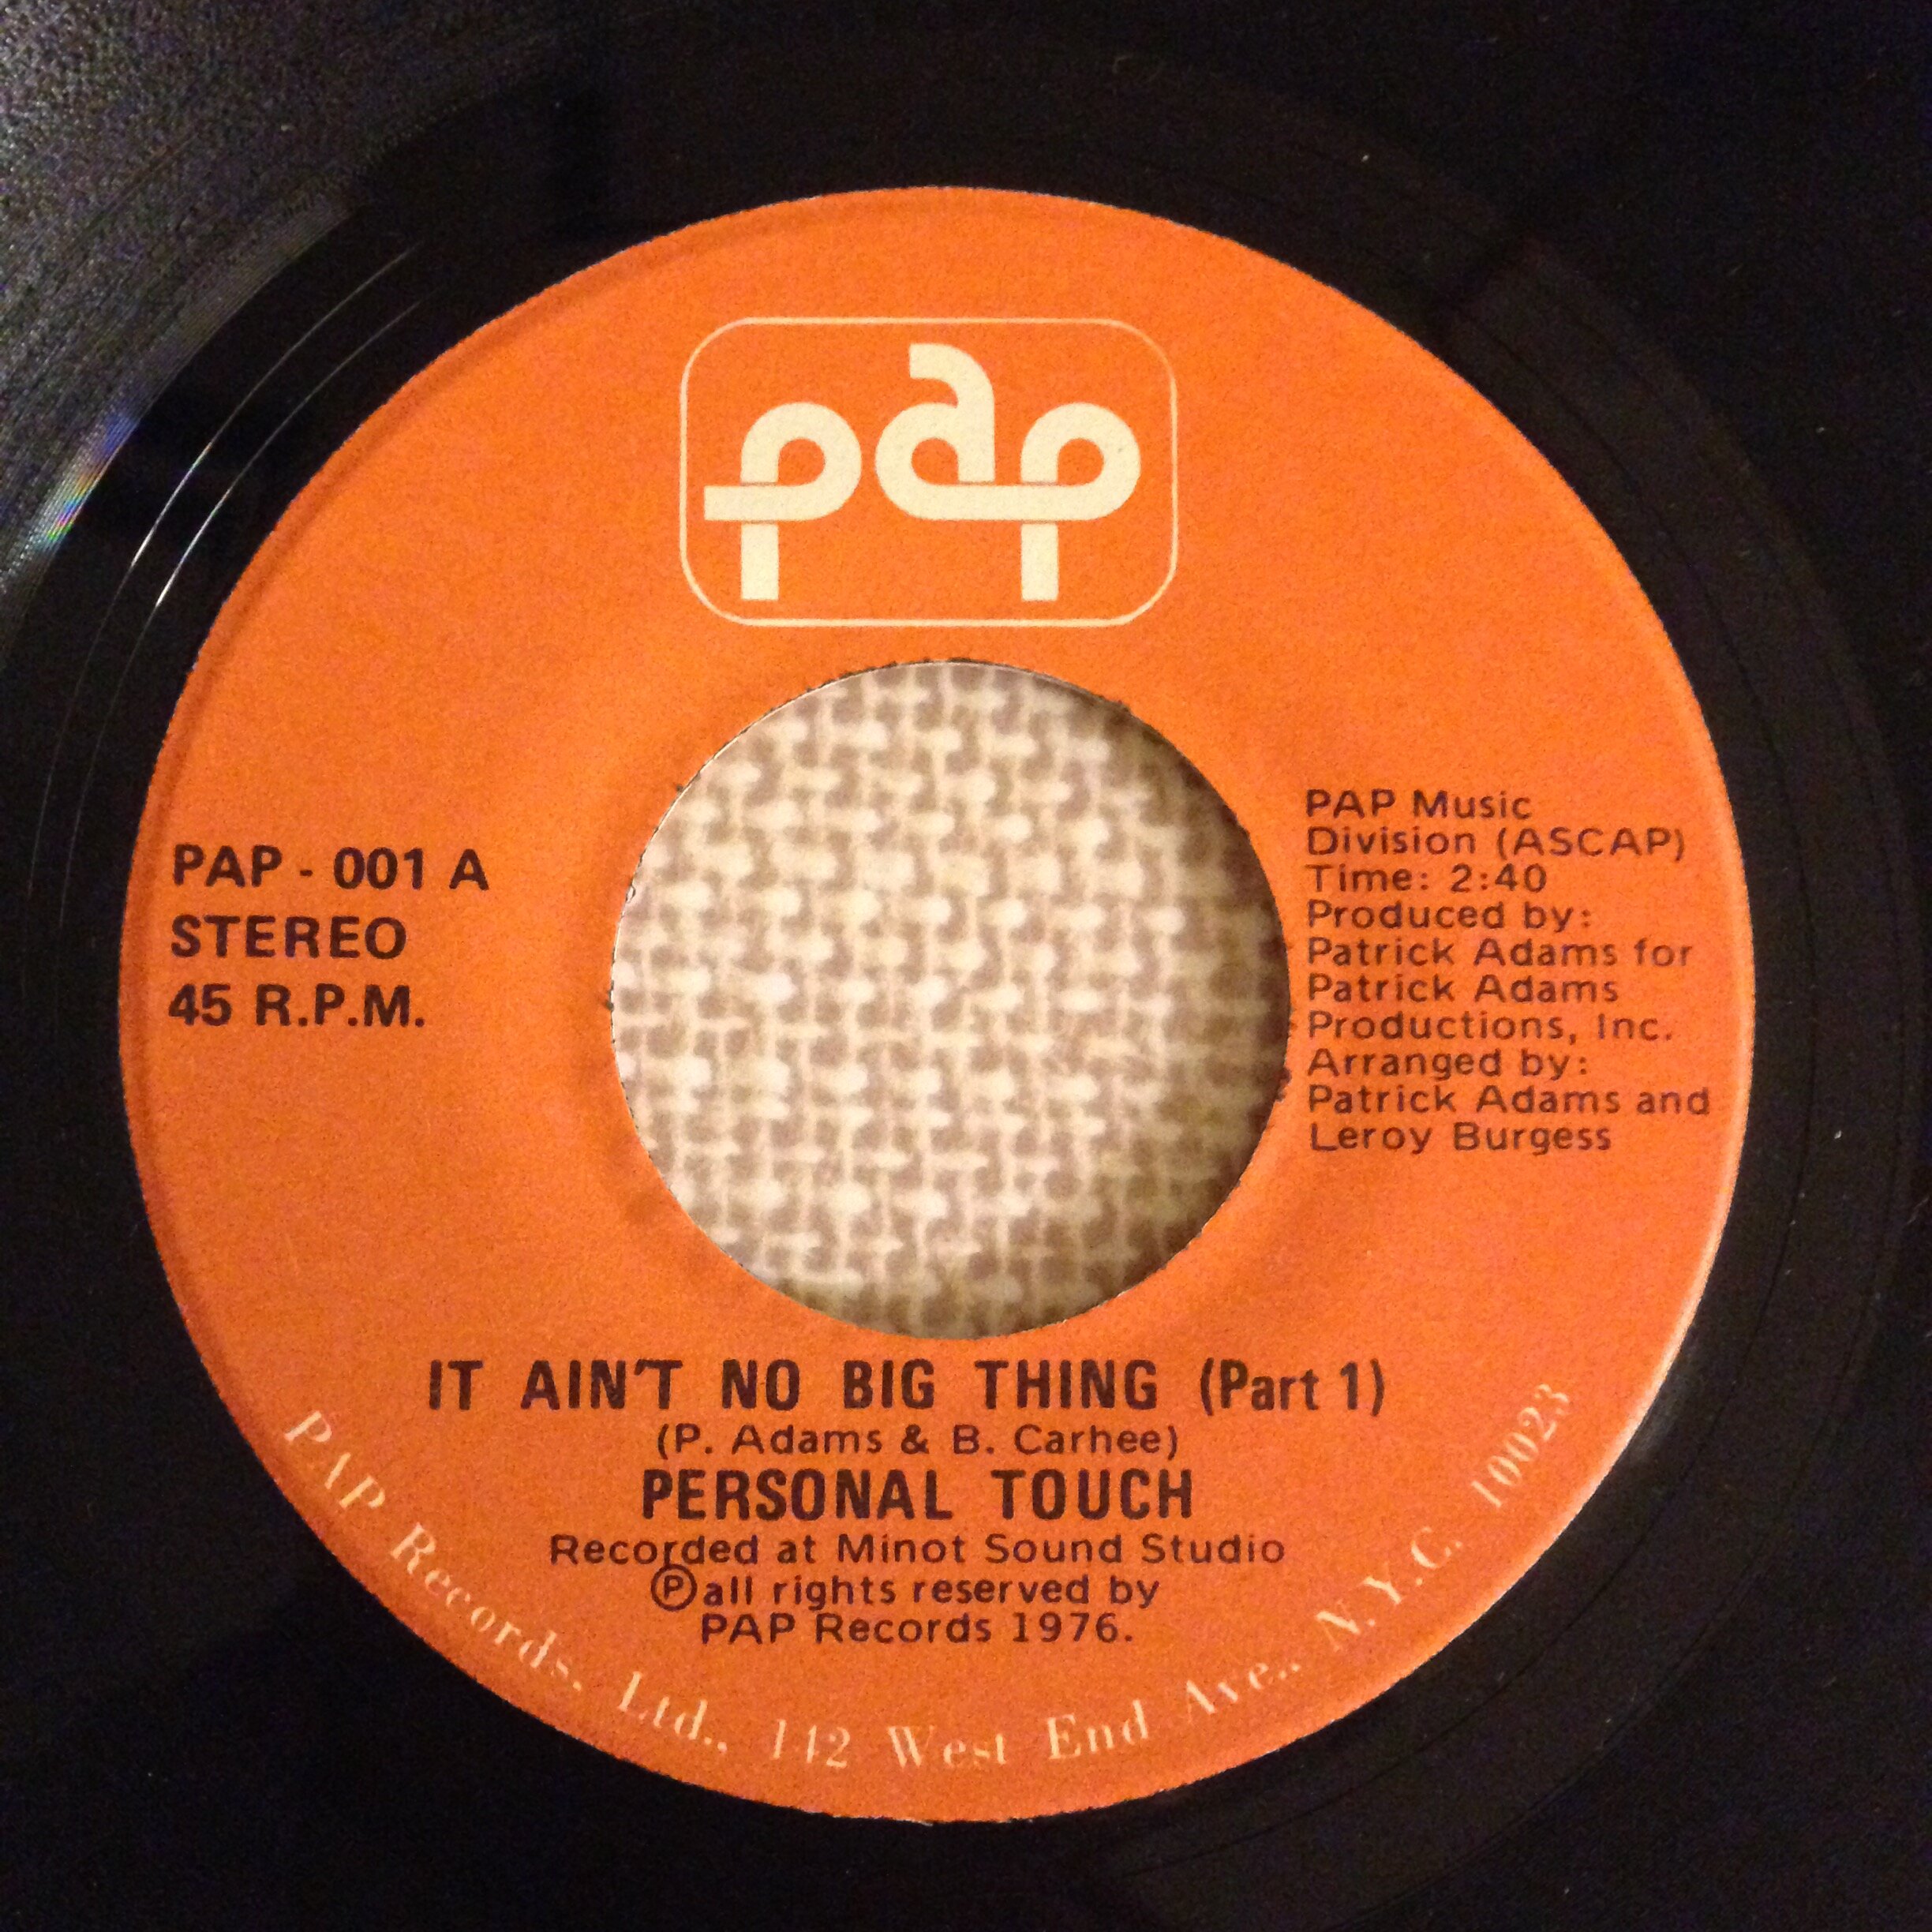 pap
PAP - 001 A
STEREO
45 R.P.M.
PAP Music
Division (ASCAP)
Time: 2:40
Produced by:
Patrick Adams for
Patrick Adams
Productions, Inc.
Arranged by:
Patrick Adams and
Leroy Burgess
IT AIN'T NO BIG THING (Part 1)
(P. Adams & B. Carhee)
PERSONAL TOUCH
Recorded at Minot Sound Studio
Ⓟall rights reserved by
PAP Records 1976.
PAP Records, Ltd., 142 West End Ave., N.Y.C. 10023